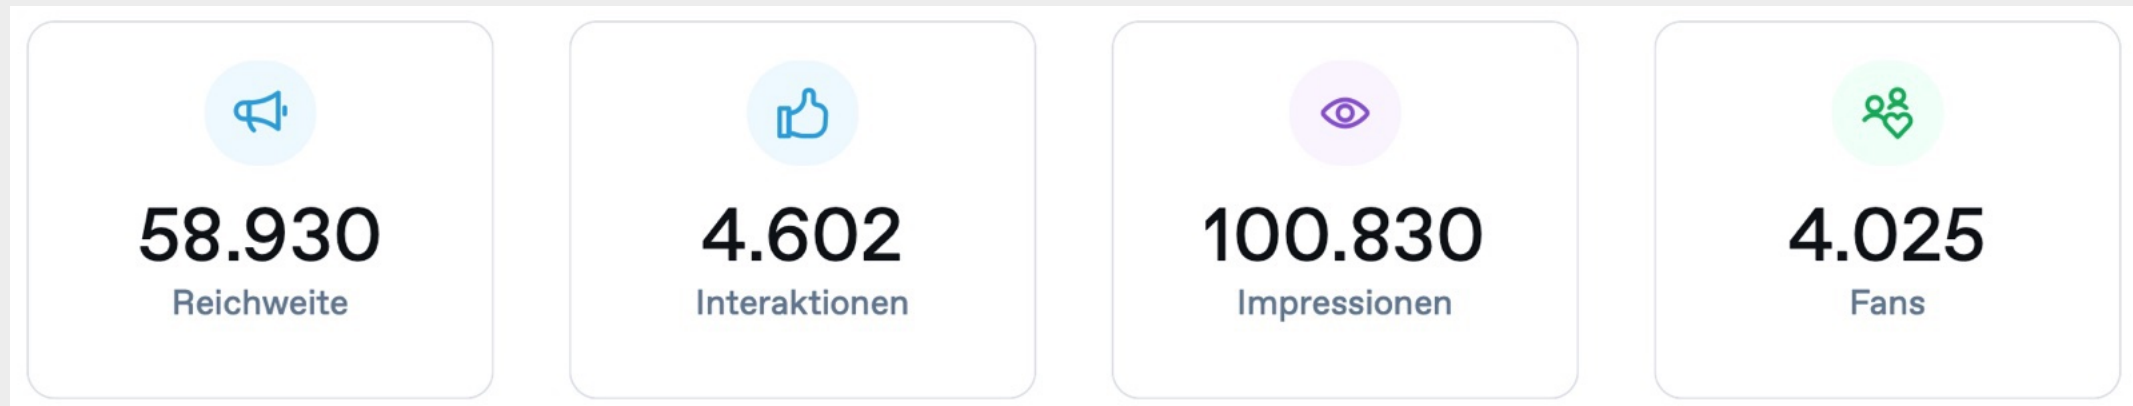 58.930
Reichweite
4.602
Interaktionen
100.830
Impressionen
4.025
Fans